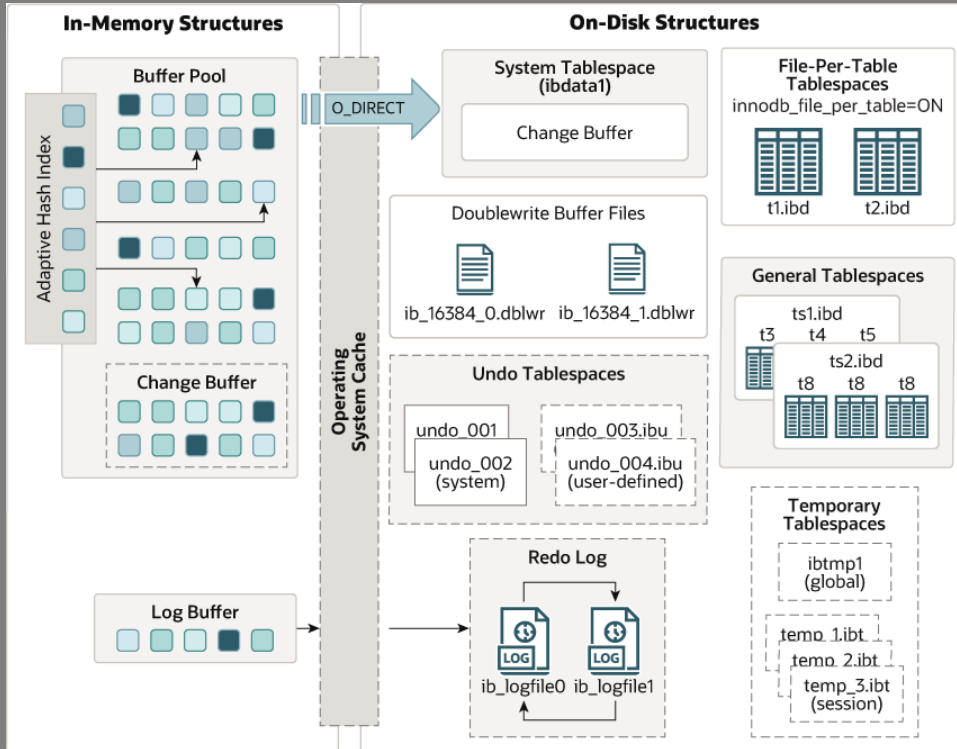 In-Memory Structures
On-Disk Structures
Buffer Pool
Adaptive Hash Index
Change Buffer
Log Buffer
Operating
System Cache
O_DIRECT
System Tablespace
(ibdata1)
Change Buffer
File-Per-Table
Tablespaces
innodb_file_per_table=ON
t1.ibd
t2.ibd
Doublewrite Buffer Files
ib_16384_0.dblwr
ib_16384_1.dblwr
General Tablespaces
ts1.ibd
t3 t4 t5
ts2.ibd
t8 t8 t8
Undo Tablespaces
undo_001
undo_002
(system)
undo_003.ibu
undo_004.ibu
(user-defined)
Redo Log
LOG
LOG
ib_logfile0
ib_logfile1
Temporary
Tablespaces
ibtmp1
(global)
temp_1.ibt
temp_2.ibt
temp_3.ibt
(session)